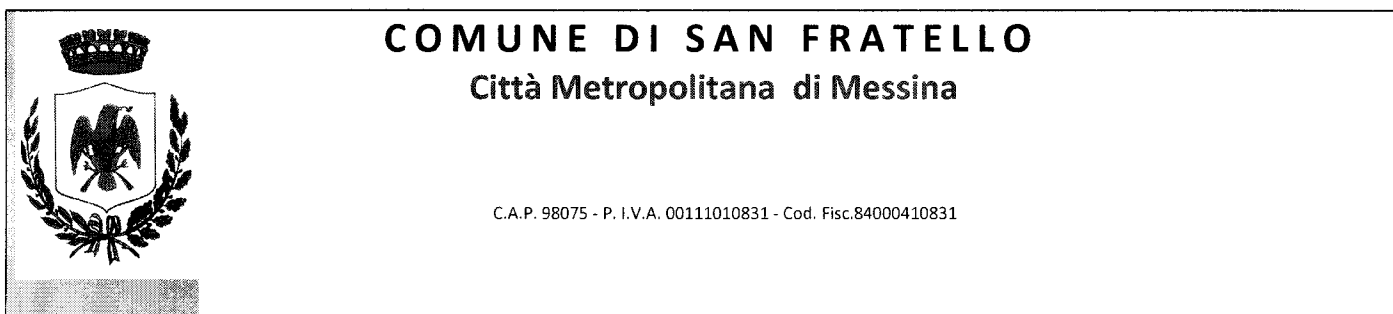 COMUNE DI SAN FRATELLO
Città Metropolitana di Messina
C.A.P. 98075 - P. I.V.A. 00111010831 - Cod. Fisc.84000410831